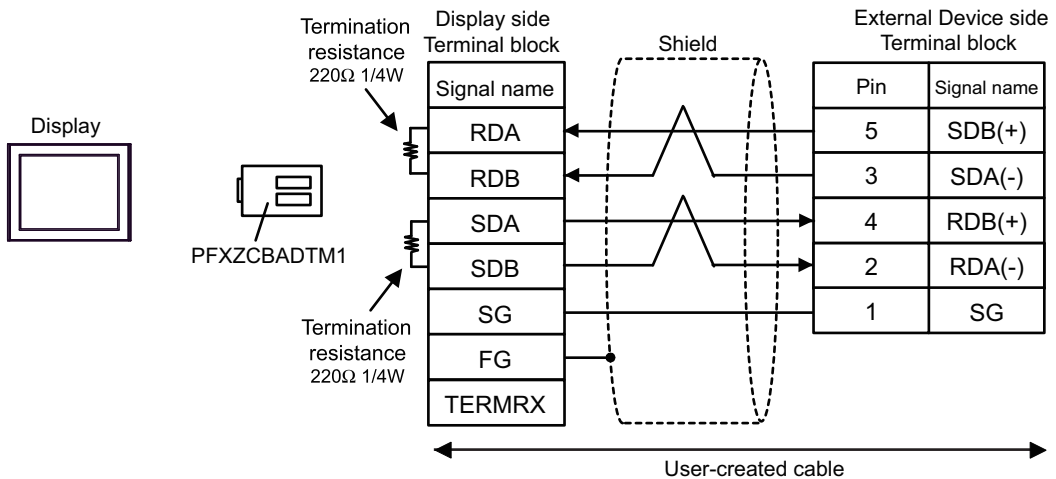 Display
PFXZCBADTM1
Termination
resistance
220Ω 1/4W
Termination
resistance
220Ω 1/4W
Display side
Terminal block
Signal name
RDA
RDB
SDA
SDB
SG
FG
TERMRX
Shield
External Device side
Terminal block
Pin Signal name
5 SDB(+)
3 SDA(-)
4 RDB(+)
2 RDA(-)
1 SG
User-created cable